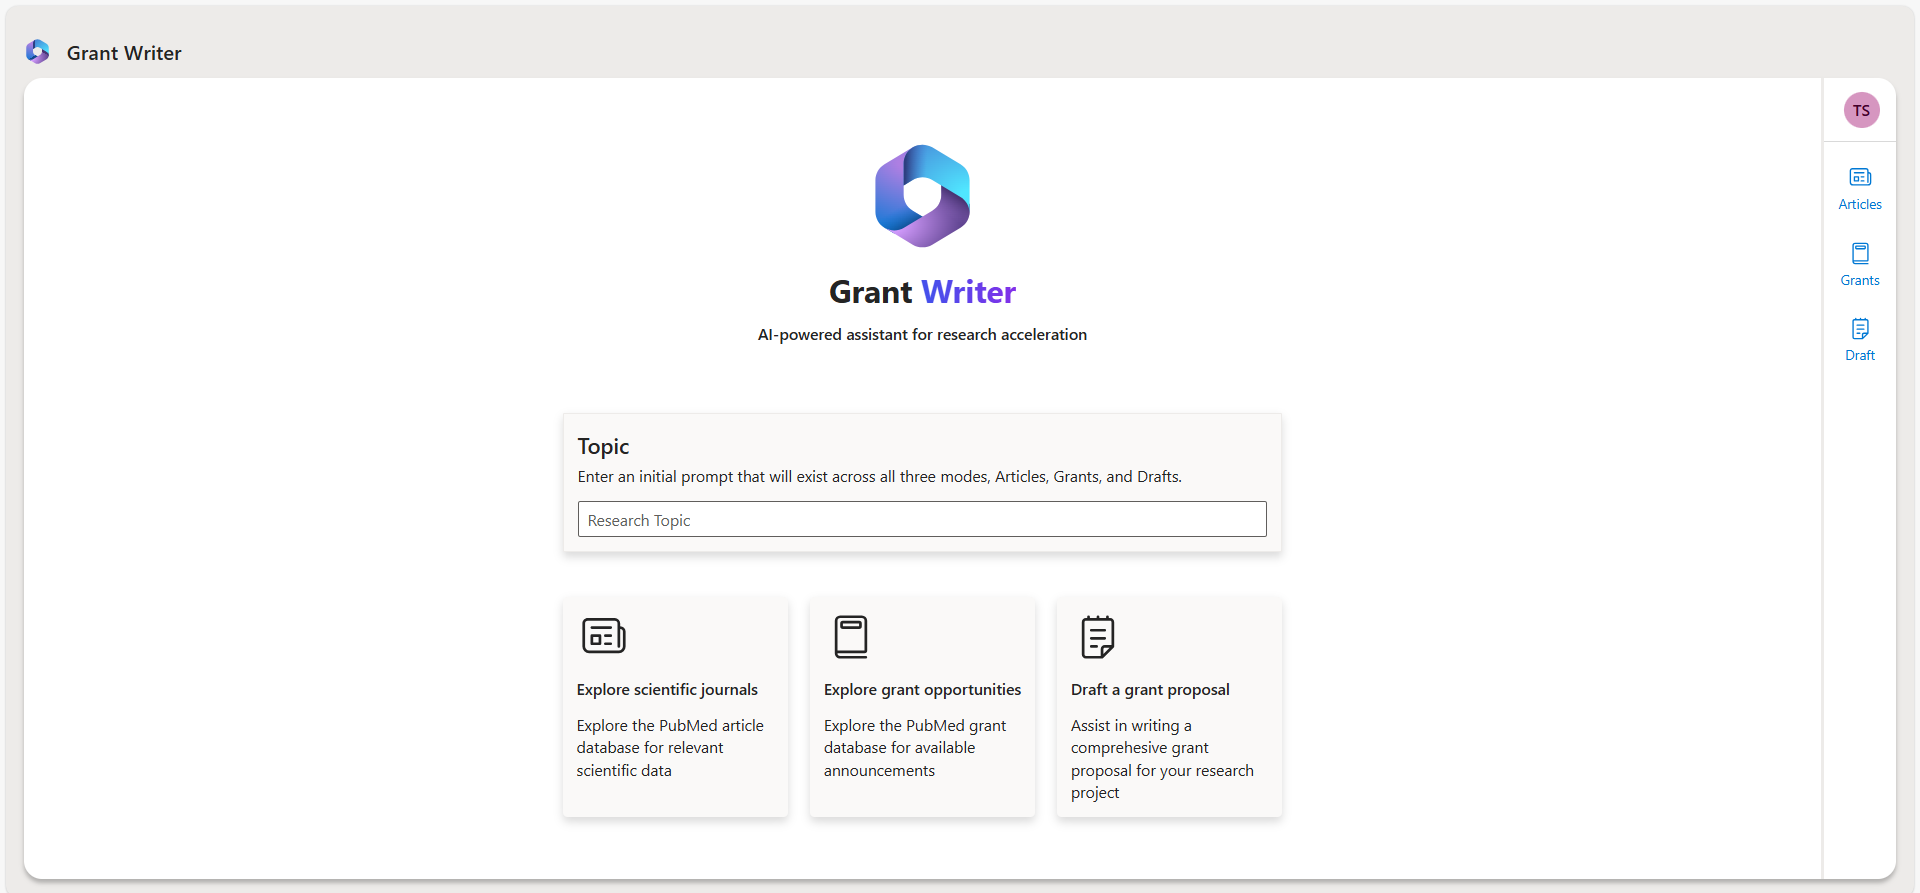 Grant Writer
TS
Articles
Grants
Draft
Grant Writer
AI-powered assistant for research acceleration
Topic
Enter an initial prompt that will exist across all three modes, Articles, Grants, and Drafts.
Research Topic
Explore scientific journals
Explore the PubMed article
database for relevant
scientific data
Explore grant opportunities
Explore the PubMed grant
database for available
announcements
Draft a grant proposal
Assist in writing a
comprehesive grant
proposal for your research
project